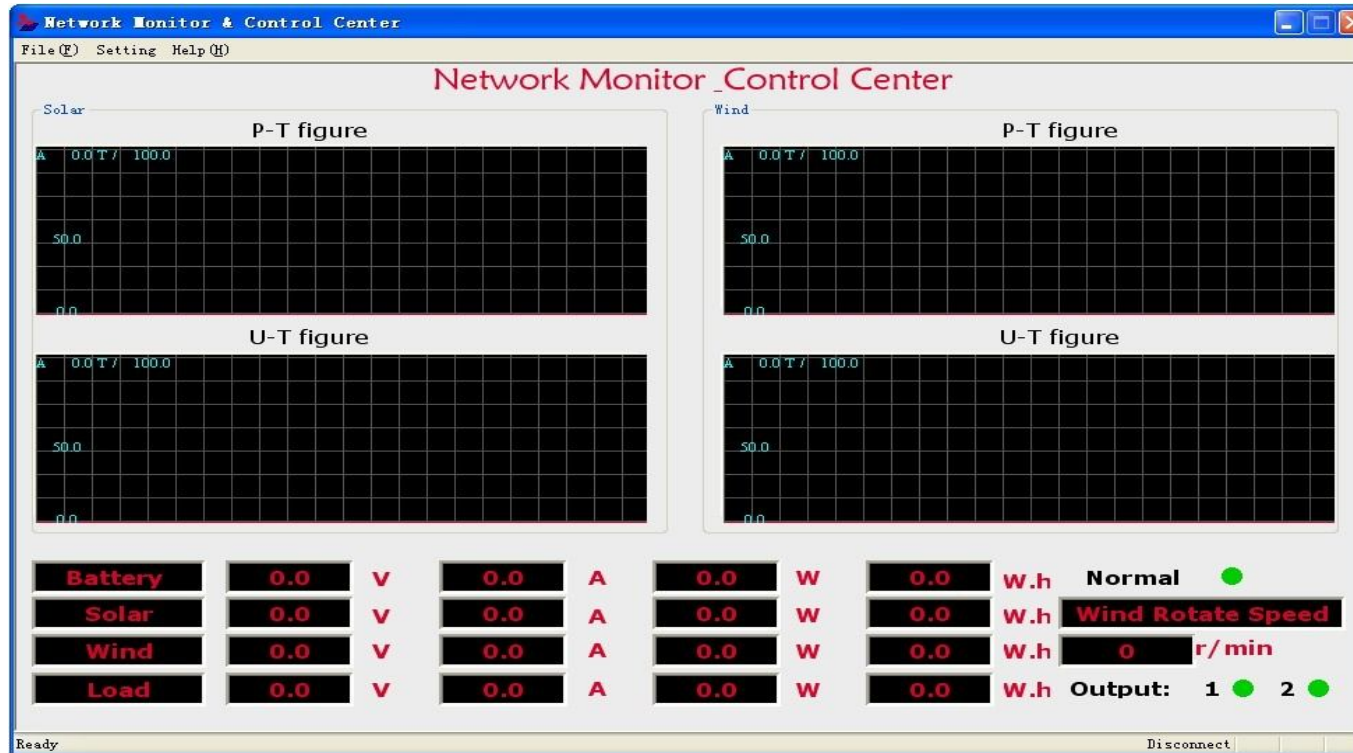 Network Monitor & Control Center
File(F) Setting Help(H)
Network Monitor _Control Center
Solar
P-T figure
A 0.0 T / 100.0
50.0
0.0
U-T figure
A 0.0 T / 100.0
50.0
0.0
Wind
P-T figure
A 0.0 T / 100.0
50.0
0.0
U-T figure
A 0.0 T / 100.0
50.0
0.0
Battery 0.0 V 0.0 A 0.0 W 0.0 W.h Normal
Solar 0.0 V 0.0 A 0.0 W 0.0 W.h Wind Rotate Speed
Wind 0.0 V 0.0 A 0.0 W 0.0 W.h 0 r/min
Load 0.0 V 0.0 A 0.0 W 0.0 W.h Output: 1 2
Ready Disconnect